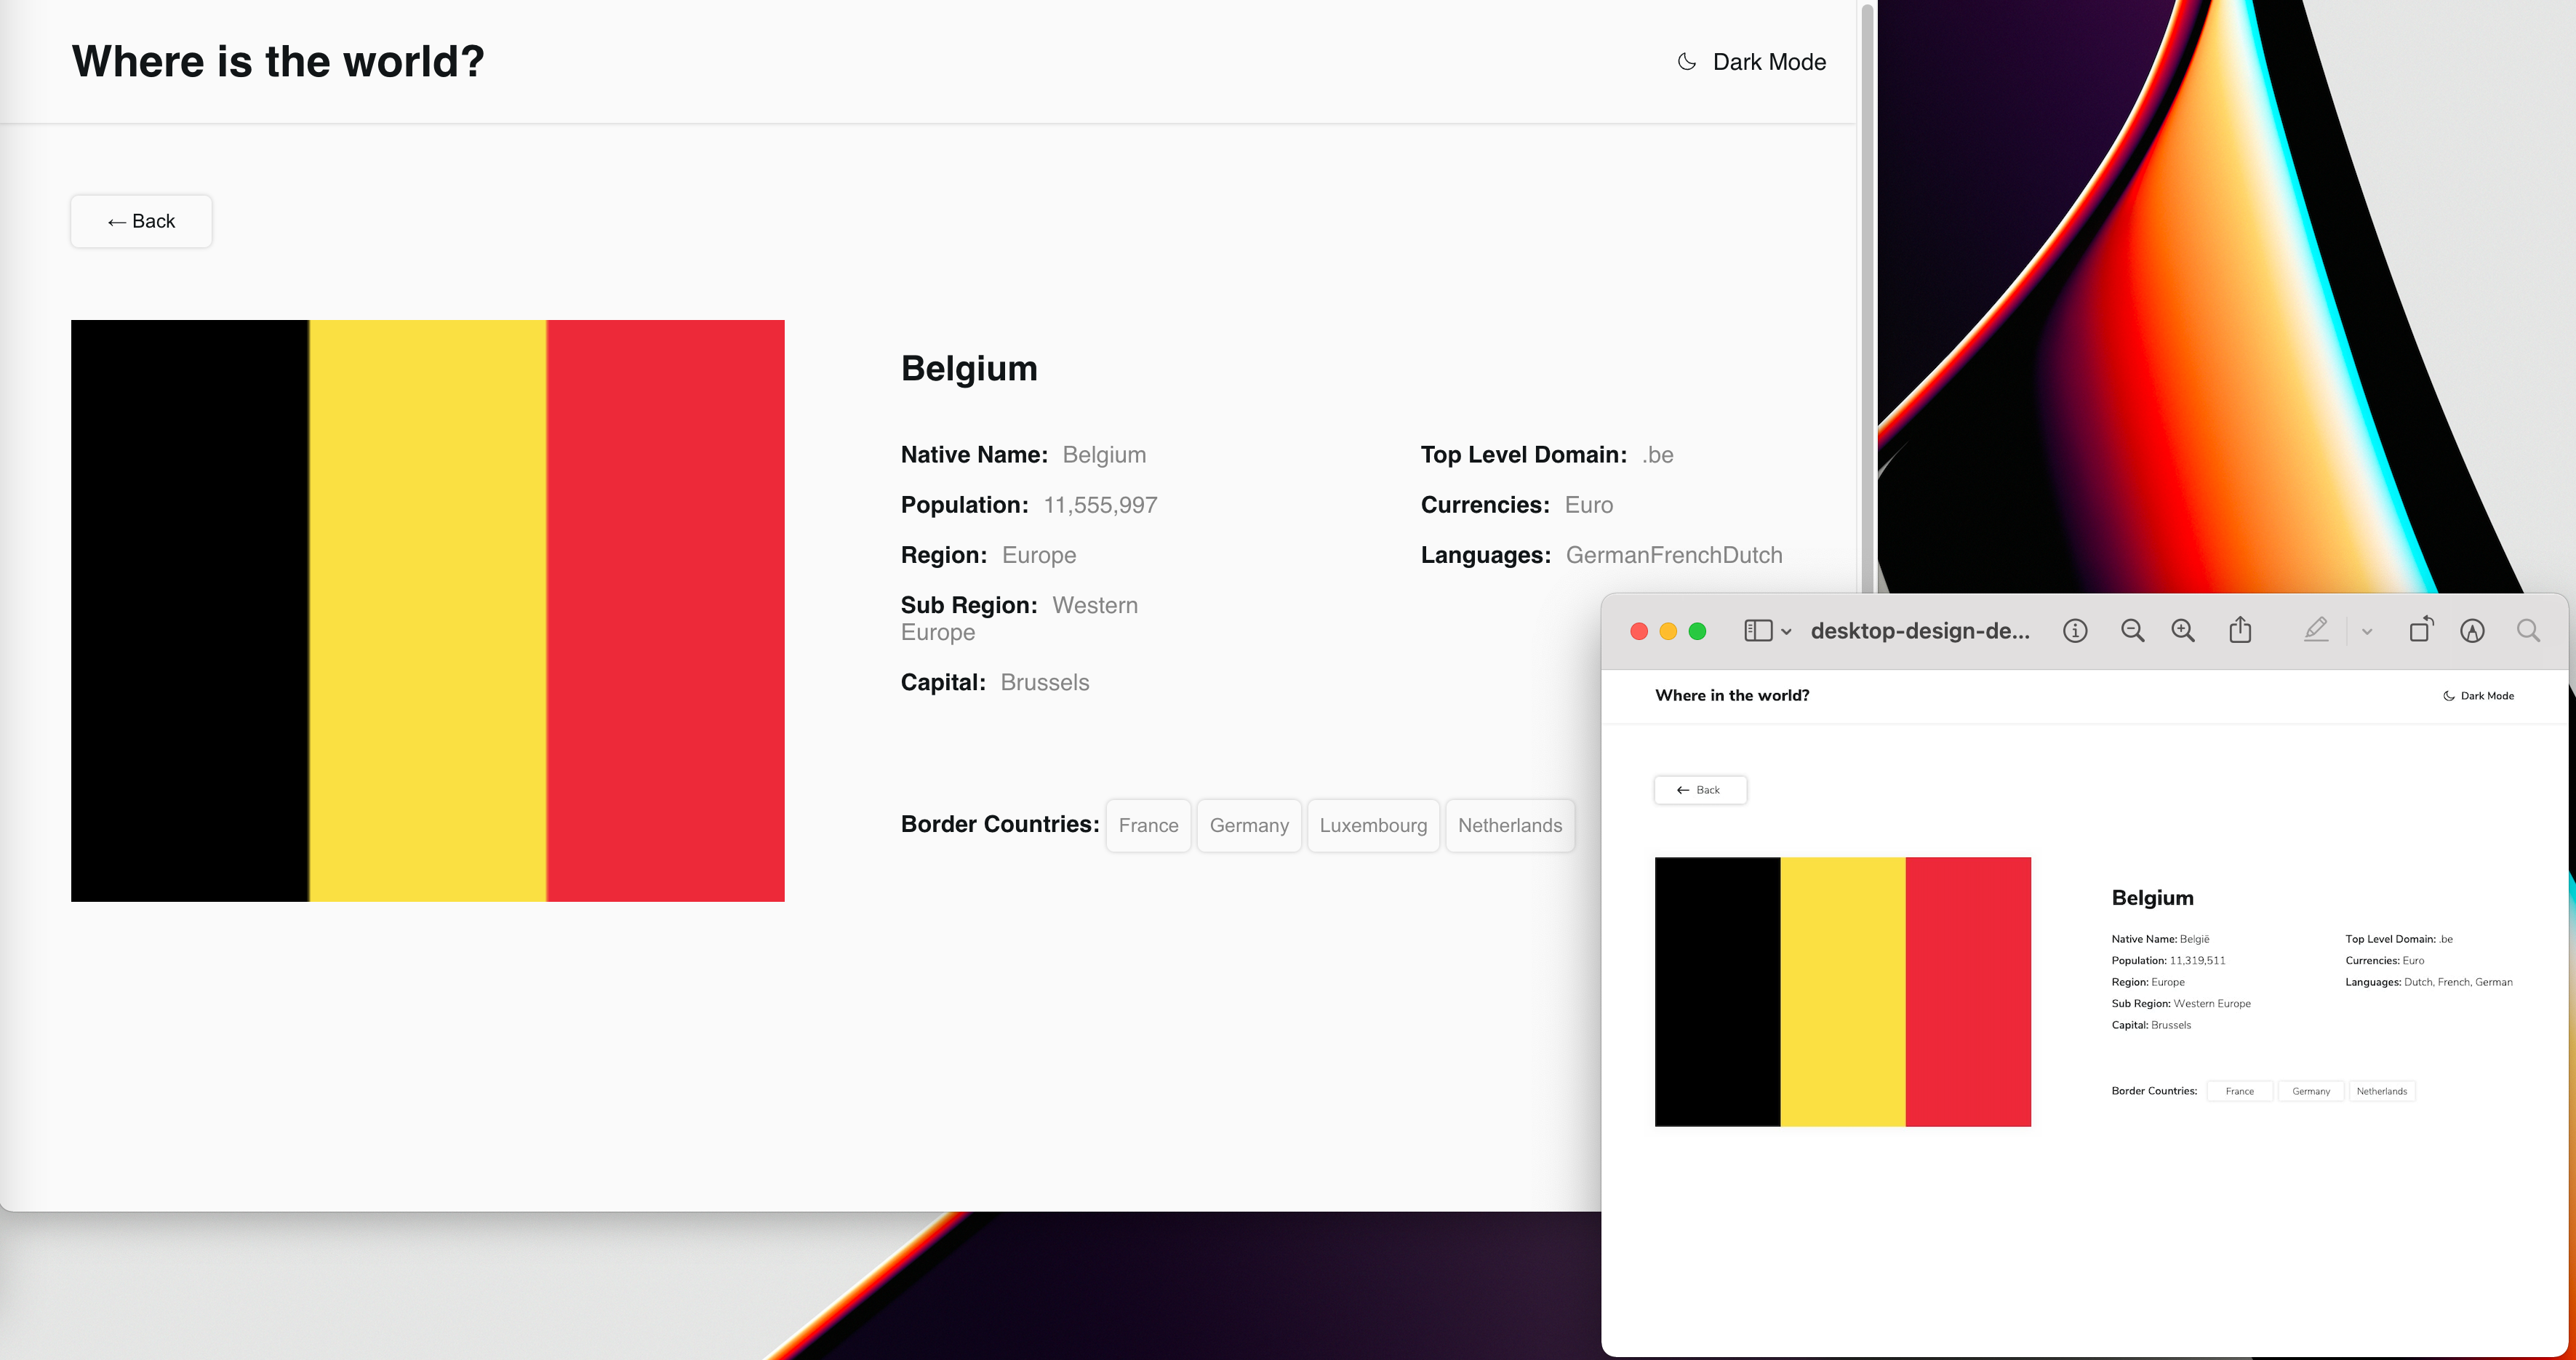 Where is the world?
Dark Mode
← Back
Belgium
Native Name: Belgium
Population: 11,555,997
Region: Europe
Sub Region: Western
Europe
Capital: Brussels
Top Level Domain: .be
Currencies: Euro
Languages: GermanFrenchDutch
Border Countries: France Germany Luxembourg Netherlands
desktop-design-de...
Where in the world?
Dark Mode
← Back
Belgium
Native Name: België
Population: 11,319,511
Region: Europe
Sub Region: Western Europe
Capital: Brussels
Top Level Domain: .be
Currencies: Euro
Languages: Dutch, French, German
Border Countries: France Germany Netherlands